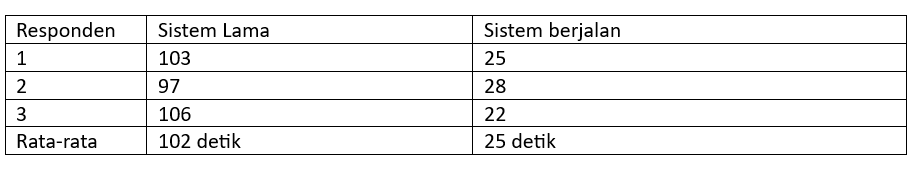 Responden Sistem Lama Sistem berjalan
1 103 25
2 97 28
3 106 22
Rata-rata 102 detik 25 detik